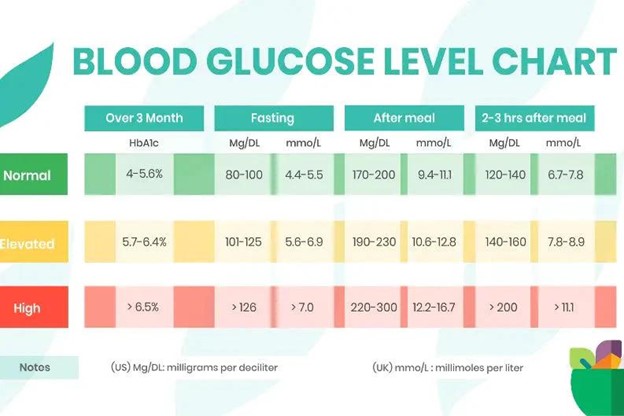 BLOOD GLUCOSE LEVEL CHART
Over 3 Month Fasting After meal 2-3 hrs after meal
HbA1c Mg/DL mmo/L Mg/DL mmo/L Mg/DL mmo/L
Normal 4-5.6% 80-100 4.4-5.5 170-200 9.4-11.1 120-140 6.7-7.8
Elevated 5.7-6.4% 101-125 5.6-6.9 190-230 10.6-12.8 140-160 7.8-8.9
High > 6.5% > 126 > 7.0 220-300 12.2-16.7 > 200 > 11.1
Notes (US) Mg/DL: milligrams per deciliter (UK) mmo/L : millimoles per liter